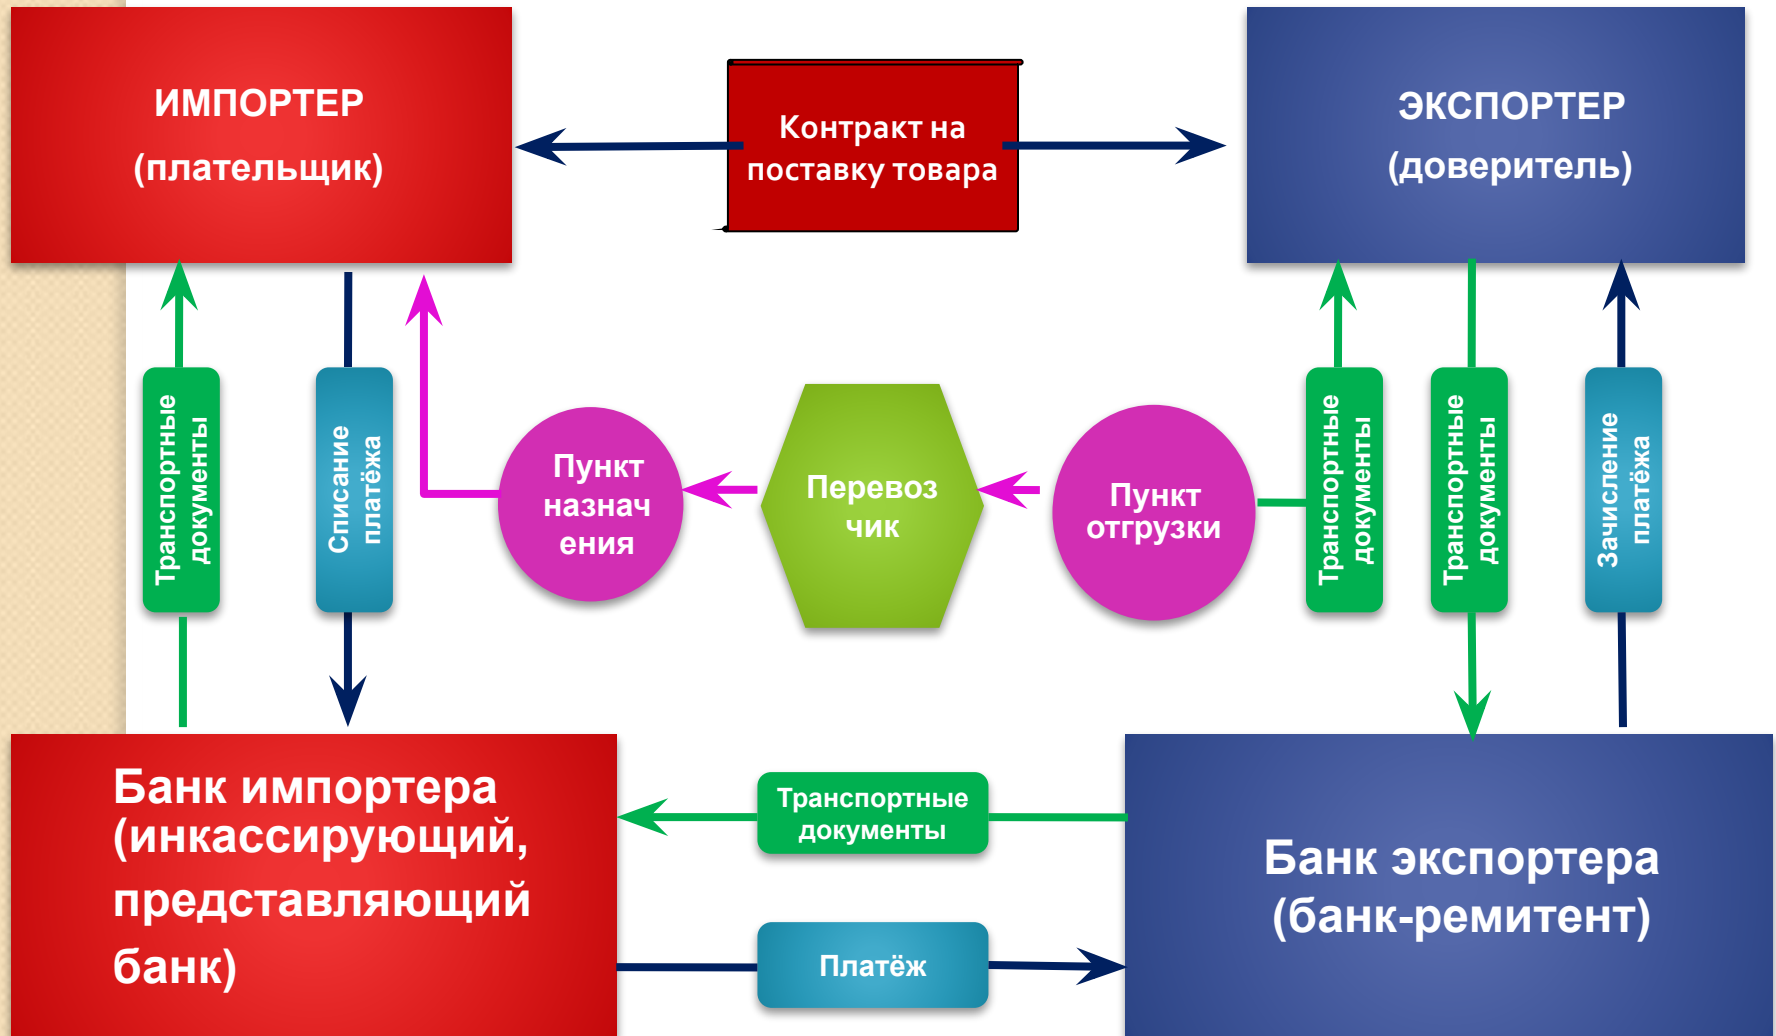 ИМПОРТЕР
(плательщик)
Контракт на
поставку товара
ЭКСПОРТЕР
(доверитель)
Транспортные
документы
Списание
платёжа
Пункт
назнач
ения
Перевоз
чик
Пункт
отгрузки
Транспортные
документы
Транспортные
документы
Зачисление
платёжа
Банк импортера
(инкассирующий,
представляющий
банк)
Транспортные
документы
Платёж
Банк экспортера
(банк-ремитент)